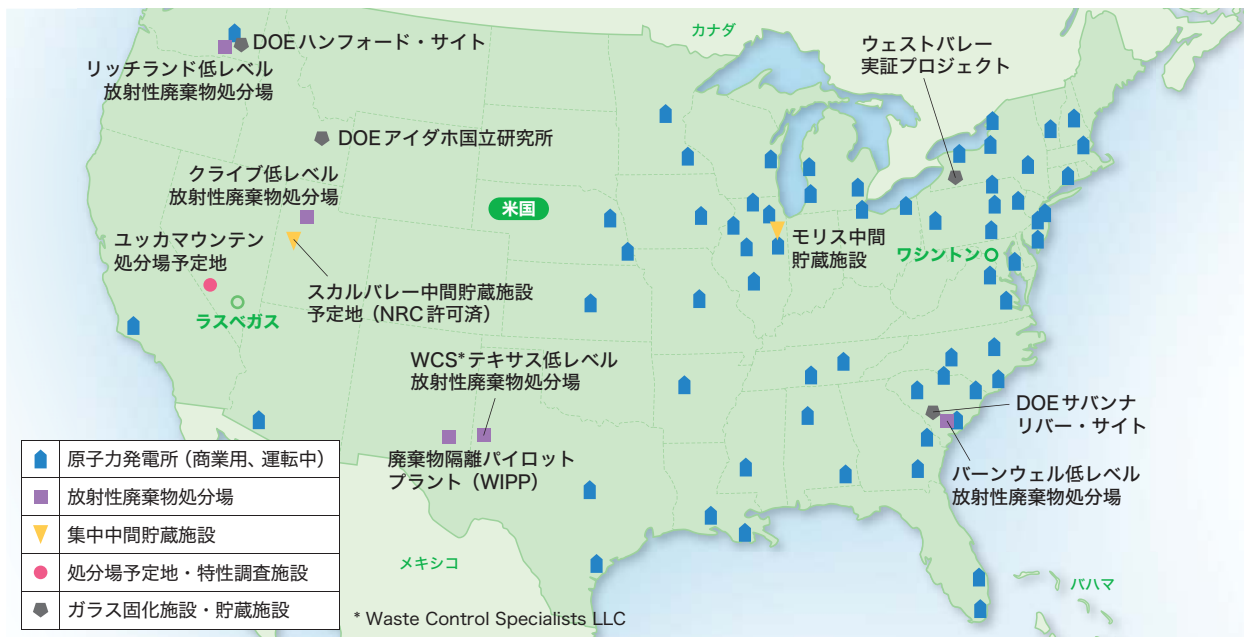 カナダ
DOEハンフォード・サイト
リッチランド低レベル
放射性廃棄物処分場
ウェストバレー
実証プロジェクト
DOEアイダホ国立研究所
クライブ低レベル
放射性廃棄物処分場
米国
ユッカマウンテン
処分場予定地
モリス中間
貯蔵施設
ワシントン
スカルバレー中間貯蔵施設
予定地（NRC許可済）
ラスベガス
WCS*テキサス低レベル
放射性廃棄物処分場
DOEサバンナ
リバー・サイト
廃棄物隔離パイロット
プラント（WIPP）
バーンウェル低レベル
放射性廃棄物処分場
原子力発電所（商業用、運転中）
放射性廃棄物処分場
集中中間貯蔵施設
処分場予定地・特性調査施設
ガラス固化施設・貯蔵施設
メキシコ
バハマ
* Waste Control Specialists LLC